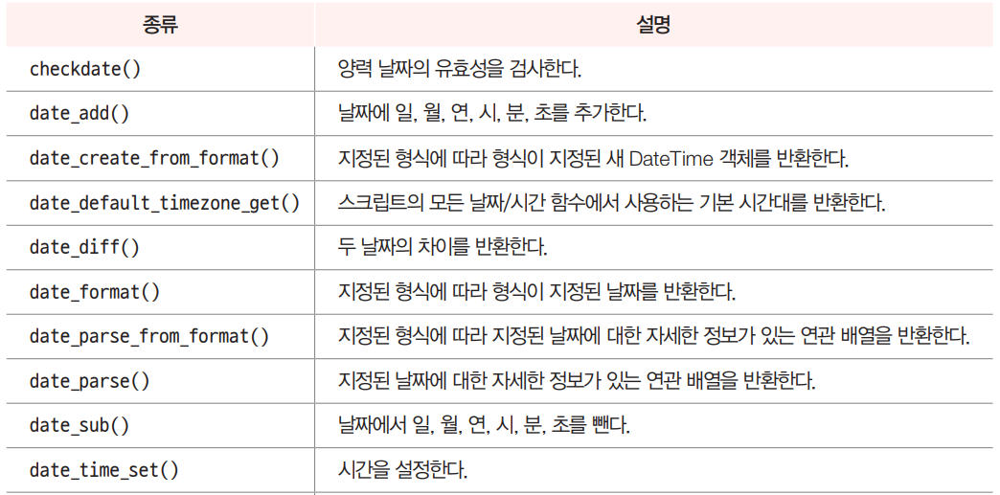 종류 설명
checkdate() 양력 날짜의 유효성을 검사한다.
date_add() 날짜에 일, 월, 연, 시, 분, 초를 추가한다.
date_create_from_format() 지정된 형식에 따라 형식이 지정된 새 DateTime 객체를 반환한다.
date_default_timezone_get() 스크립트의 모든 날짜/시간 함수에서 사용하는 기본 시간대를 반환한다.
date_diff() 두 날짜의 차이를 반환한다.
date_format() 지정된 형식에 따라 형식이 지정된 날짜를 반환한다.
date_parse_from_format() 지정된 형식에 따라 지정된 날짜에 대한 자세한 정보가 있는 연관 배열을 반환한다.
date_parse() 지정된 날짜에 대한 자세한 정보가 있는 연관 배열을 반환한다.
date_sub() 날짜에서 일, 월, 연, 시, 분, 초를 뺀다.
date_time_set() 시간을 설정한다.